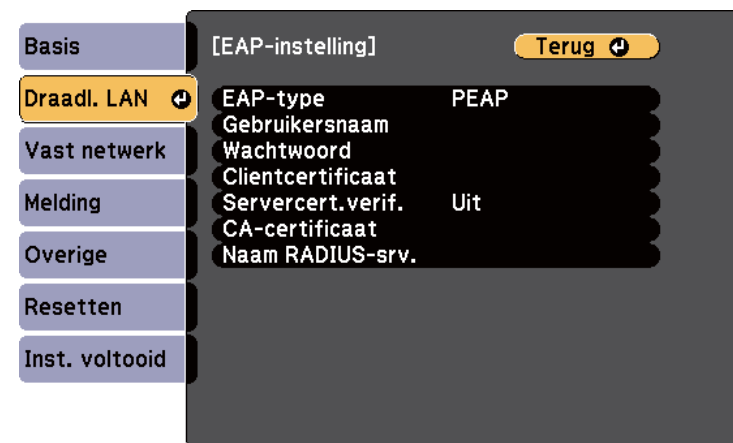 Basis
Draadl. LAN
Vast netwerk
Melding
Overige
Resetten
Inst. voltooid
[EAP-instelling] Terug
EAP-type PEAP
Gebruikersnaam
Wachtwoord
Clientcertificaat
Servercert.verif. Uit
CA-certificaat
Naam RADIUS-srv.